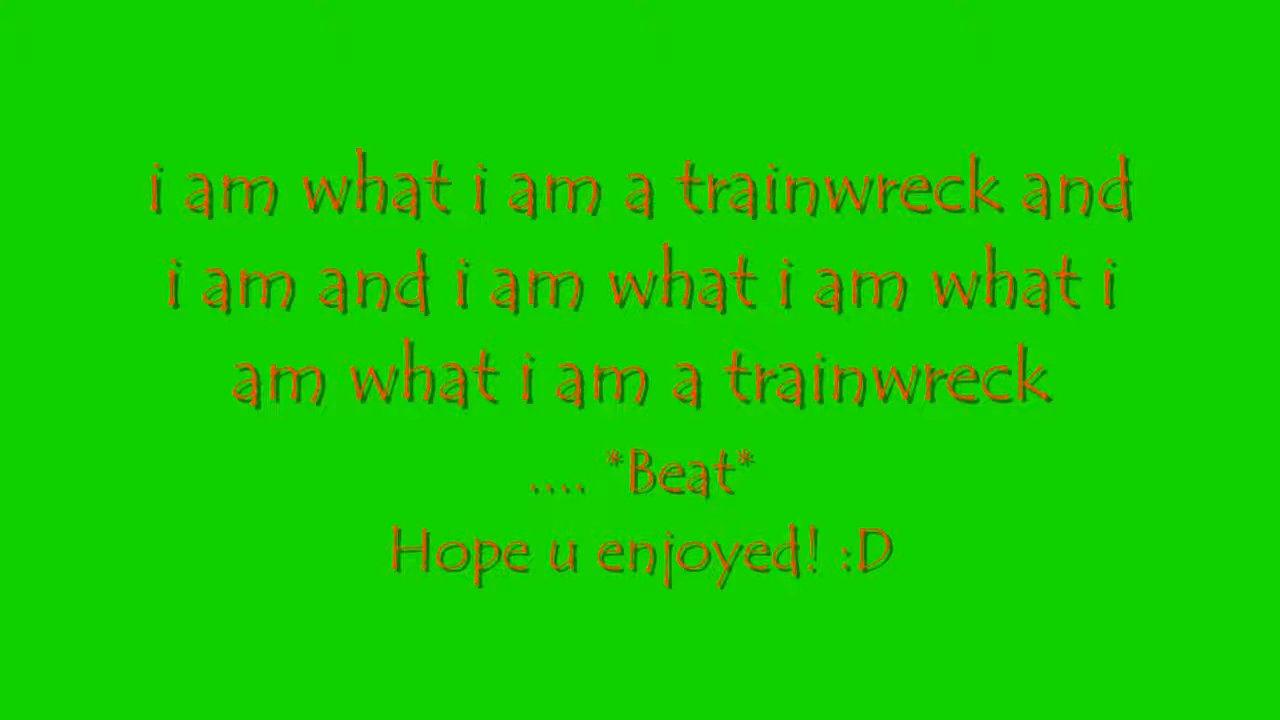 i am what i am a trainwreck and
i am and i am what i am what i
am what i am a trainwreck
.... *Beat*
Hope u enjoyed! :D